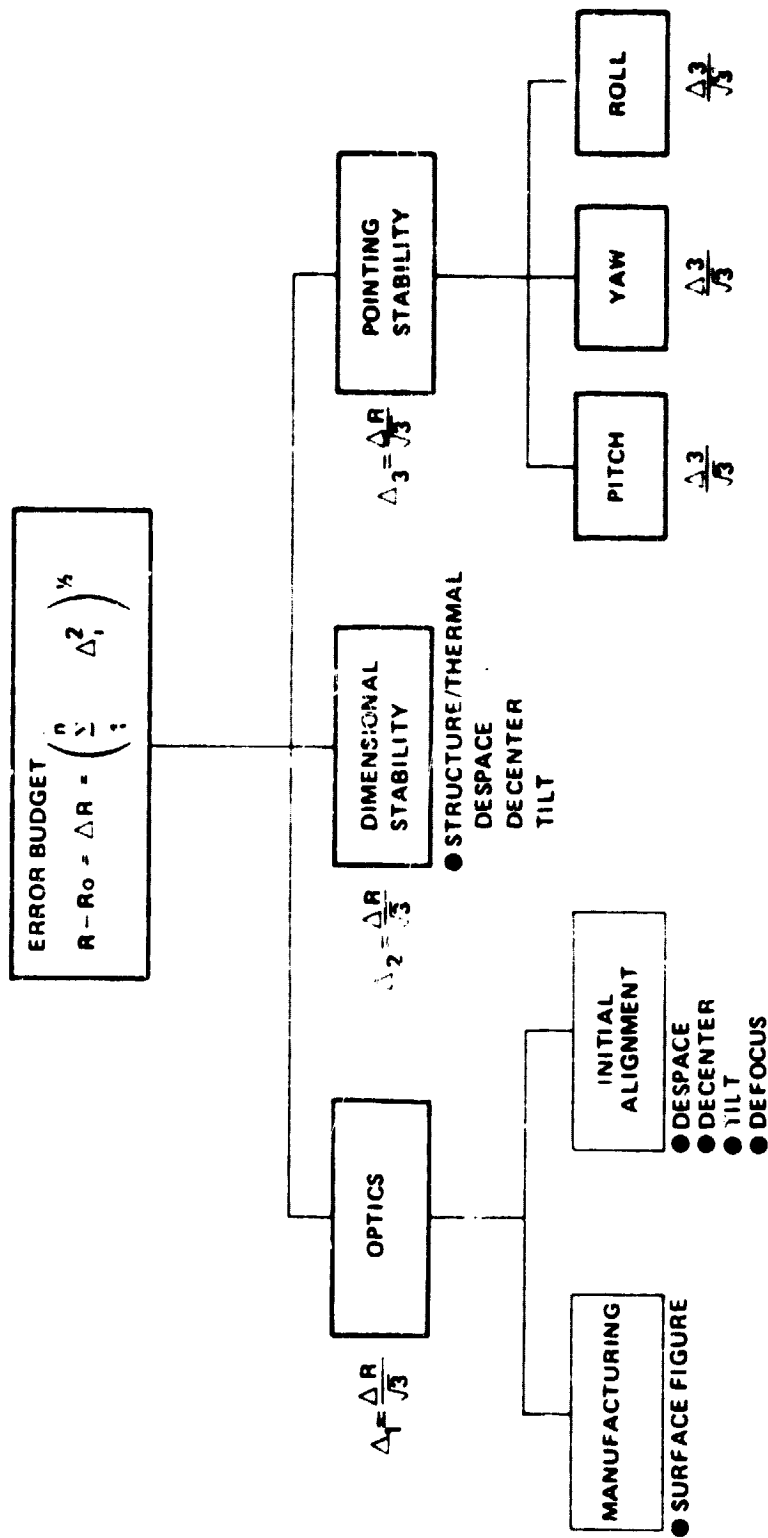 ERROR BUDGET
R - Ro = ΔR = ( n Σ 1 Δ₁² )^½
OPTICS
Δ₁ = ΔR/√3
DIMENSIONAL
STABILITY
Δ₂ = ΔR/√3
● STRUCTURE/THERMAL
DESPACE
DECENTER
TILT
POINTING
STABILITY
Δ₃ = ΔR/√3
MANUFACTURING
● SURFACE FIGURE
INITIAL
ALIGNMENT
● DESPACE
● DECENTER
● TILT
● DEFOCUS
PITCH
Δ3/√3
YAW
Δ3/√3
ROLL
Δ3/√3